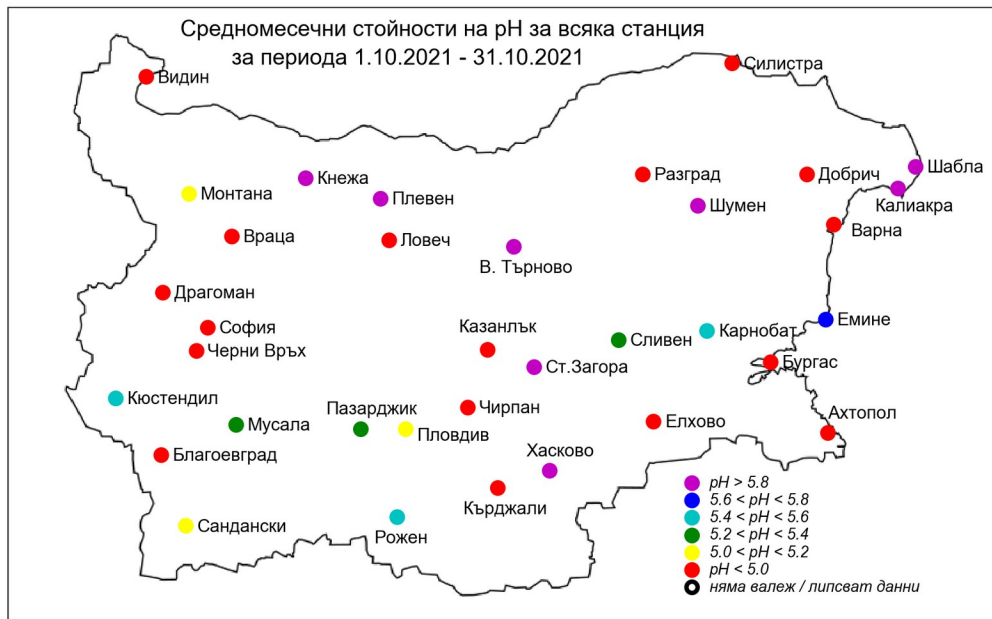 Средномесечни стойности на pH за всяка станция
за периода 1.10.2021 - 31.10.2021
Силистра
Видин
Шабла
Кнежа
Разград
Добрич
Монтана
Плевен
Калиакра
Шумен
Варна
Враца
Ловеч
В. Търново
Драгоман
Емине
София
Казанлък
Карнобат
Сливен
Черни Връх
Бургас
Ст.Загора
Кюстендил
Пазарджик
Чирпан
Ахтопол
Мусала
Пловдив
Елхово
Благоевград
Хасково
Кърджали
Сандански
Рожен
pH > 5.8
5.6 < pH < 5.8
5.4 < pH < 5.6
5.2 < pH < 5.4
5.0 < pH < 5.2
pH < 5.0
няма валеж / липсват данни